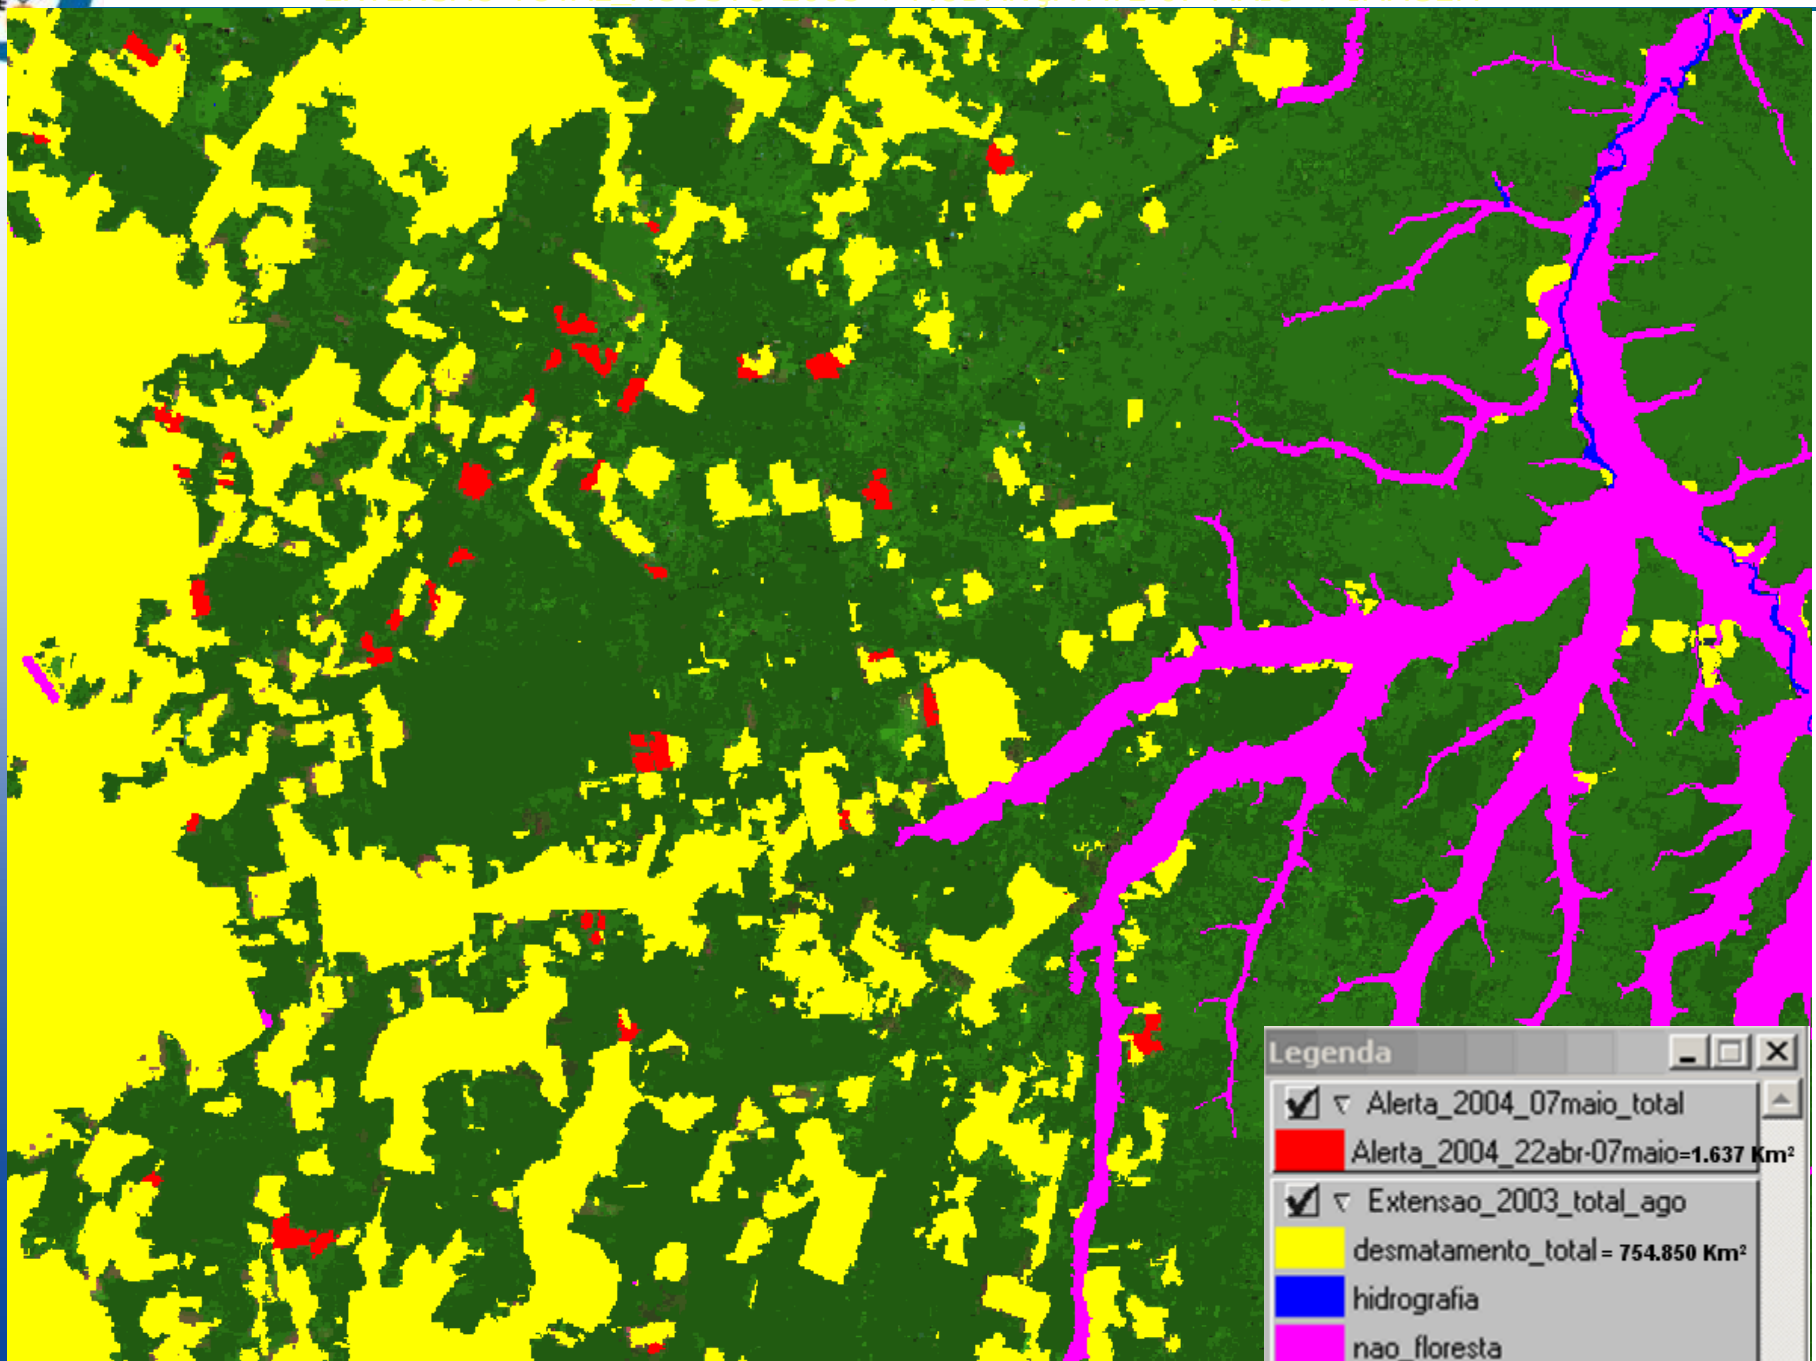 Legenda
Alerta_2004_07maio_total
Alerta_2004_22abr-07maio=1.637 Km²
Extensao_2003_total_ago
desmatamento_total = 754.850 Km²
hidrografia
nao_floresta